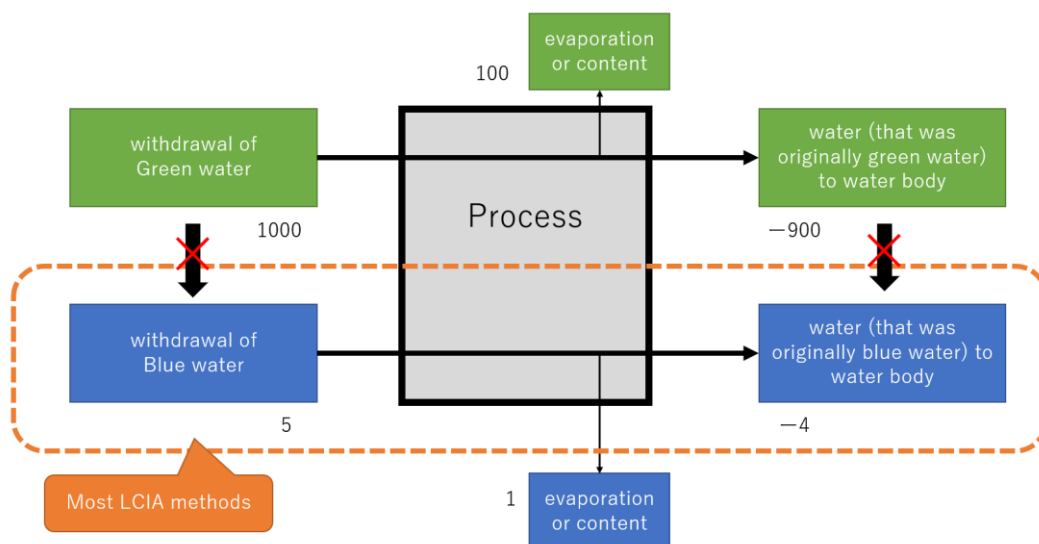 evaporation
or content
100
withdrawal of
Green water
water (that was
originally green water)
to water body
Process
1000
—900
withdrawal of
Blue water
water (that was
originally blue water) to
water body
5
—4
Most LCIA methods
1
evaporation
or content